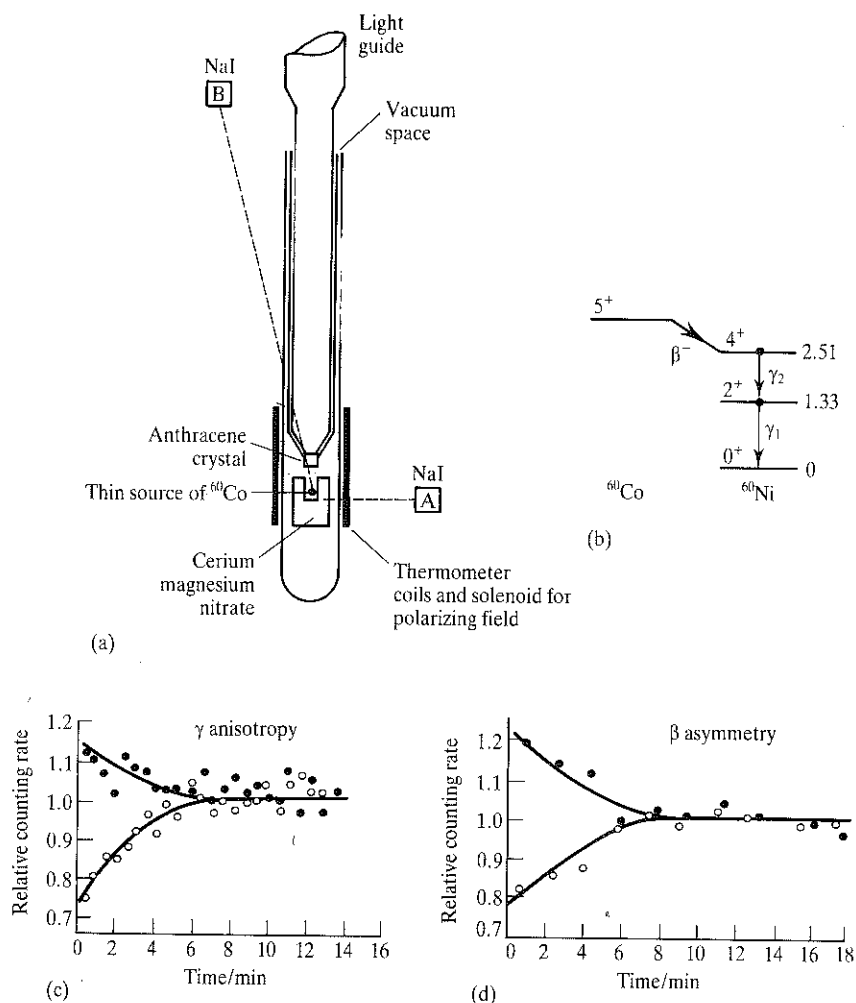 Light
guide
NaI
B
Vacuum
space
Anthracene
crystal
Thin source of ⁶⁰Co
NaI
A
Cerium
magnesium
nitrate
Thermometer
coils and solenoid for
polarizing field
(a)
5⁺
β⁻
4⁺
2.51
γ₂
2⁺
1.33
γ₁
0⁺
0
⁶⁰Co
⁶⁰Ni
(b)
γ anisotropy
Relative counting rate
1.2
1.1
1.0
0.9
0.8
0.7
0 2 4 6 8 10 12 14 16
Time/min
(c)
β asymmetry
Relative counting rate
1.2
1.1
1.0
0.9
0.8
0.7
0 2 4 6 8 10 12 14 16 18
Time/min
(d)